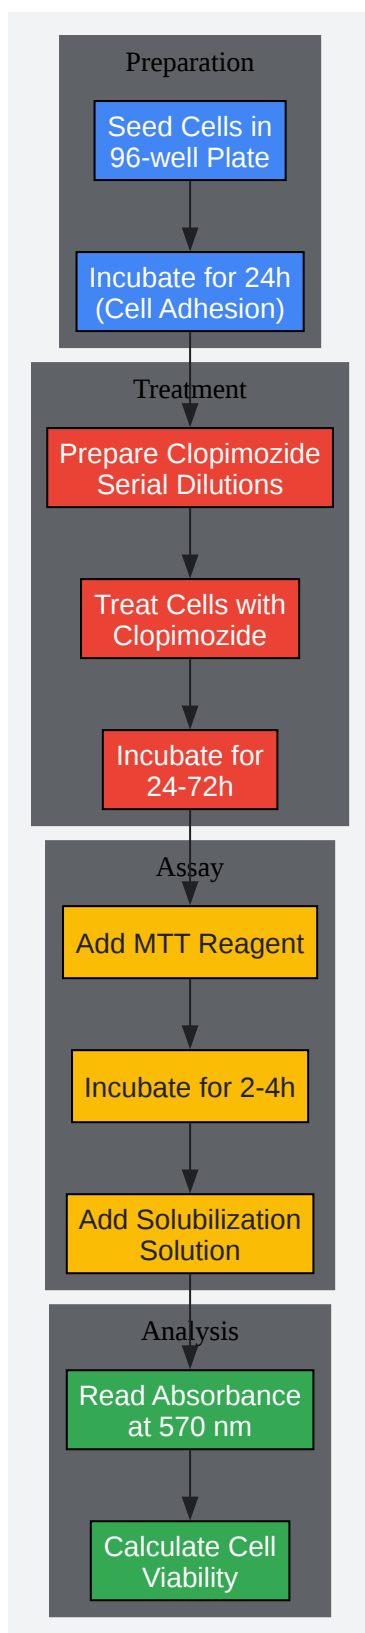 Preparation
Seed Cells in
96-well Plate
Incubate for 24h
(Cell Adhesion)
Treatment
Prepare Clopimozide
Serial Dilutions
Treat Cells with
Clopimozide
Incubate for
24-72h
Assay
Add MTT Reagent
Incubate for 2-4h
Add Solubilization
Solution
Analysis
Read Absorbance
at 570 nm
Calculate Cell
Viability